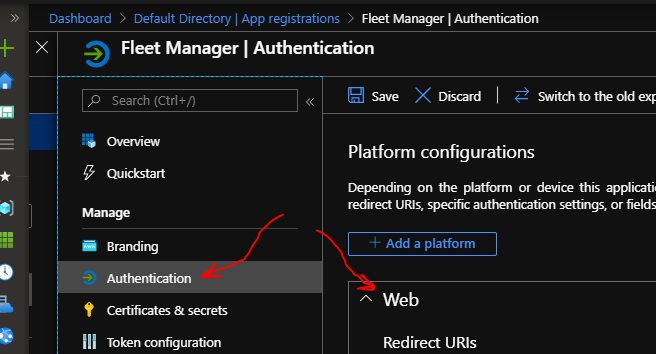 Dashboard > Default Directory | App registrations > Fleet Manager | Authentication
Fleet Manager | Authentication
Search (Ctrl+/)
Overview
Quickstart
Manage
Branding
Authentication
Certificates & secrets
Token configuration
Save
Discard
Switch to the old exp
Platform configurations
Depending on the platform or device this applicatio
redirect URIs, specific authentication settings, or fields
+ Add a platform
Web
Redirect URIs